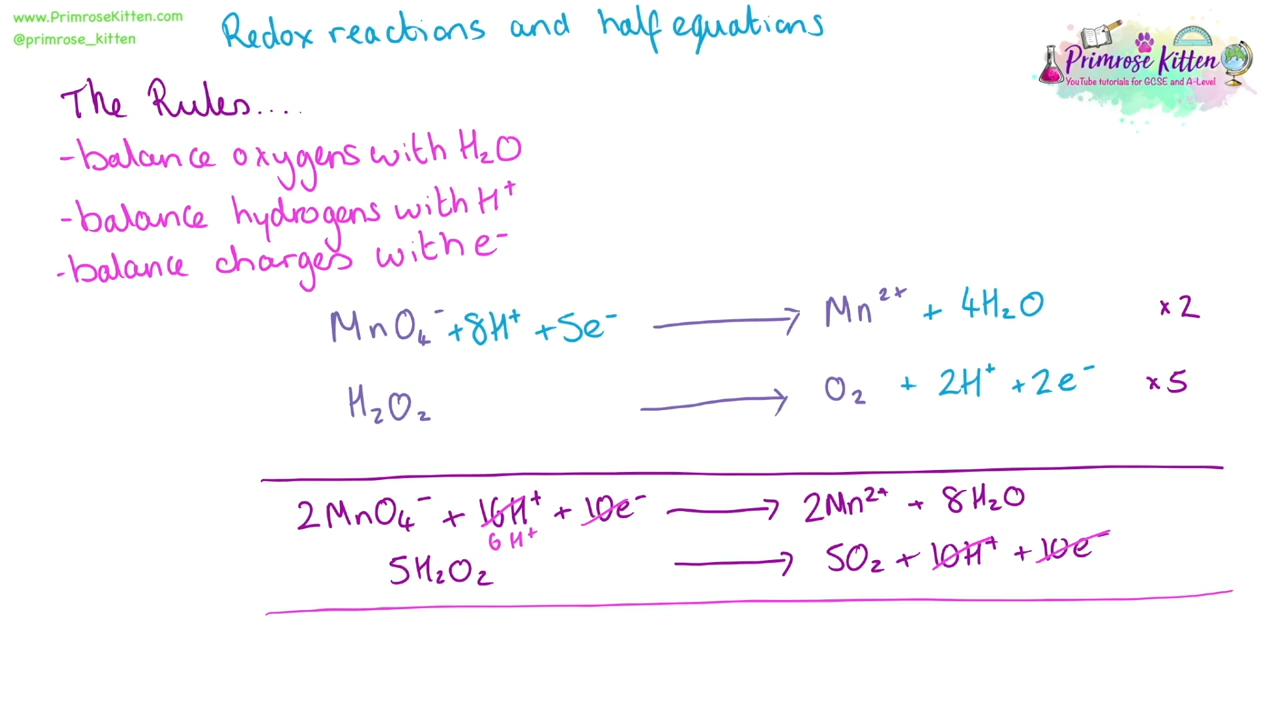 www.PrimroseKitten.com
@primrose_kitten
Redox reactions and half equations
Primrose Kitten
YouTube tutorials for GCSE and A-Level
The Rules....
-balance oxygens with H₂O
-balance hydrogens with H⁺
-balance charges with e⁻
MnO₄⁻ +8H⁺ +5e⁻ → Mn²⁺ + 4H₂O ×2
H₂O₂ → O₂ + 2H⁺ +2e⁻ ×5
2MnO₄⁻ + 16H⁺ + 10e⁻ → 2Mn²⁺ + 8H₂O
6H⁺
5H₂O₂ → 5O₂ + 10H⁺ + 10e⁻